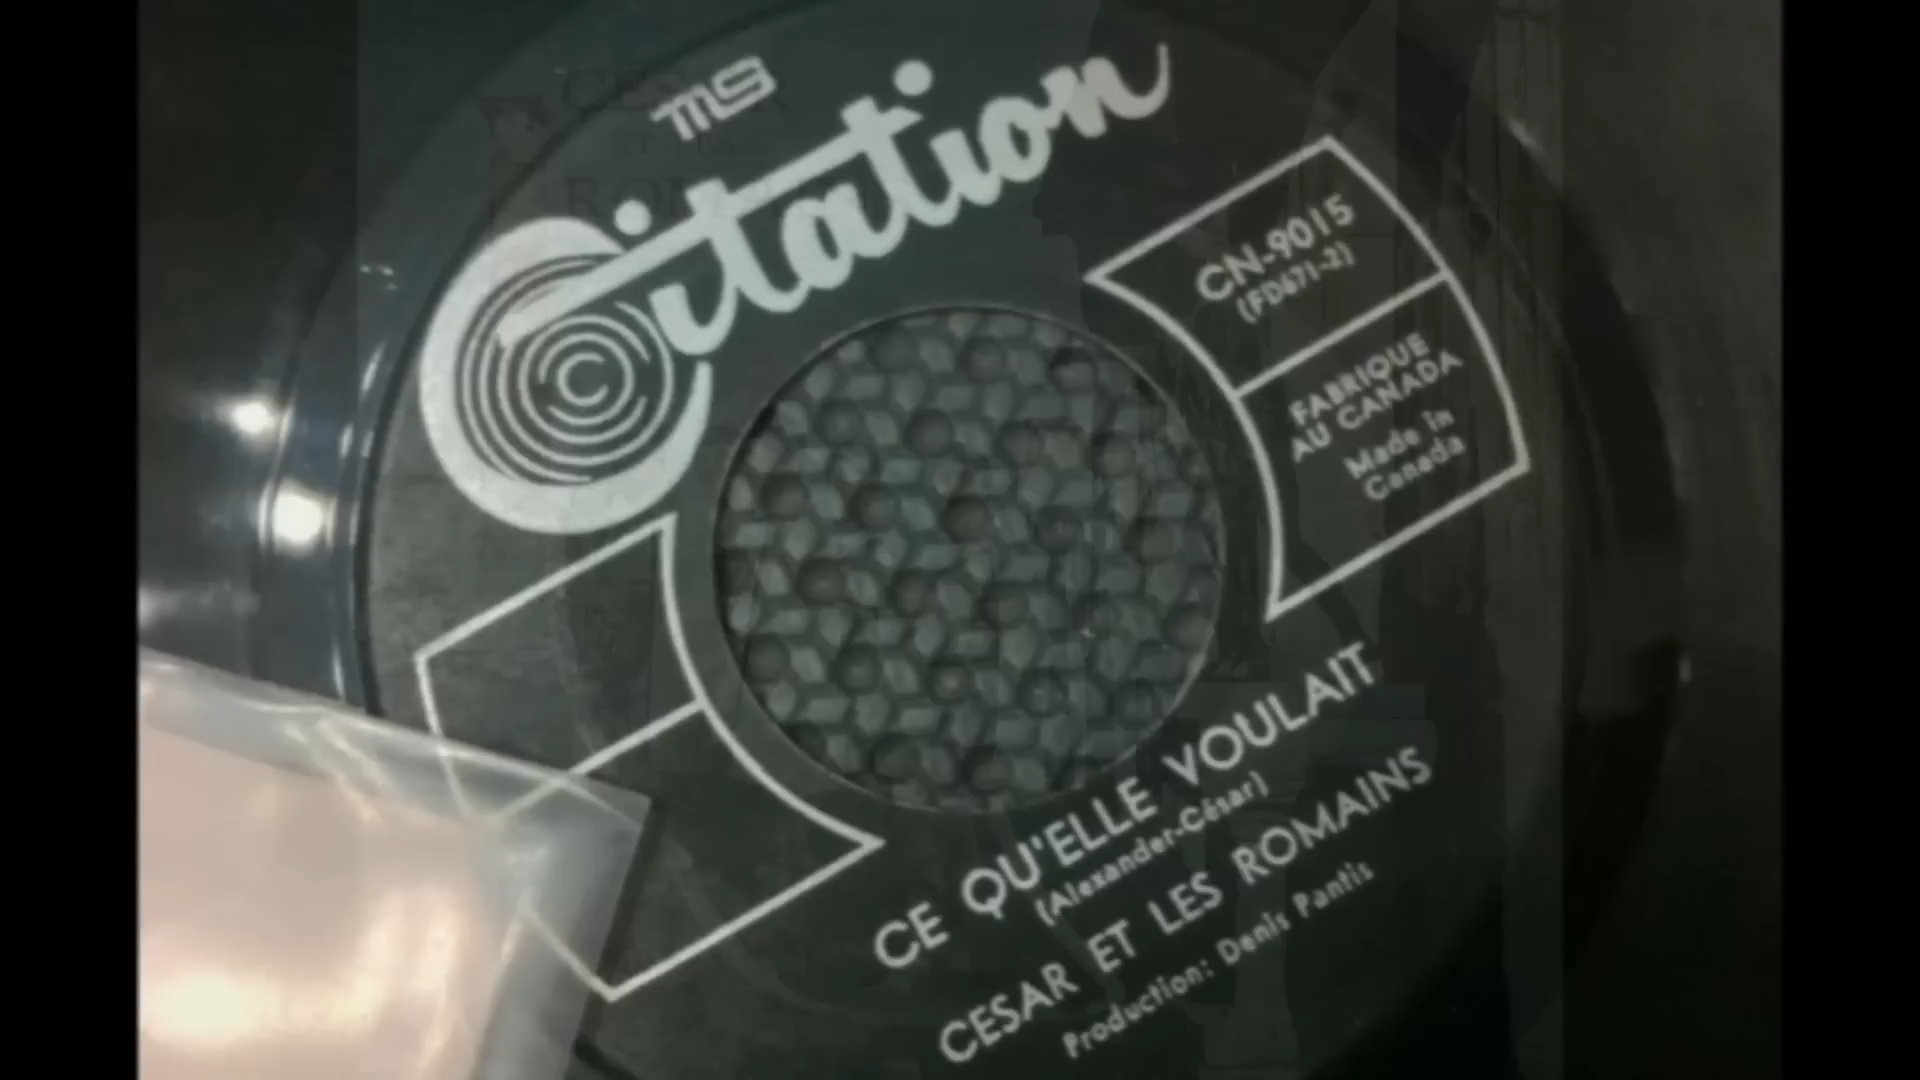 TMS
Citation
CN-9015
(FD671-2)
FABRIQUE
AU CANADA
Made in
Canada
CE QU'ELLE VOULAIT
(Alexander-César)
CESAR ET LES ROMAINS
Production: Denis Pantis